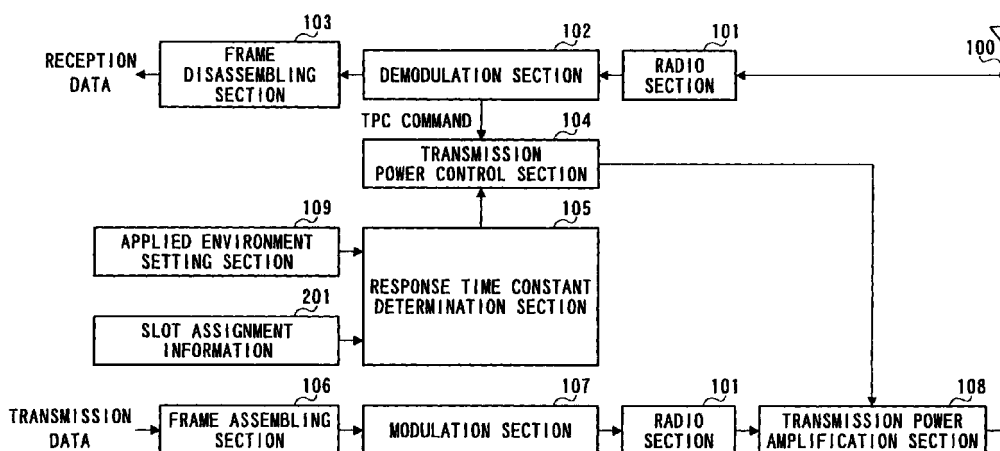 103
102
101
100
RECEPTION
DATA
FRAME
DISASSEMBLING
SECTION
DEMODULATION SECTION
RADIO
SECTION
TPC COMMAND
104
TRANSMISSION
POWER CONTROL SECTION
109
105
APPLIED ENVIRONMENT
SETTING SECTION
RESPONSE TIME CONSTANT
DETERMINATION SECTION
201
SLOT ASSIGNMENT
INFORMATION
106
107
101
108
TRANSMISSION
DATA
FRAME ASSEMBLING
SECTION
MODULATION SECTION
RADIO
SECTION
TRANSMISSION POWER
AMPLIFICATION SECTION